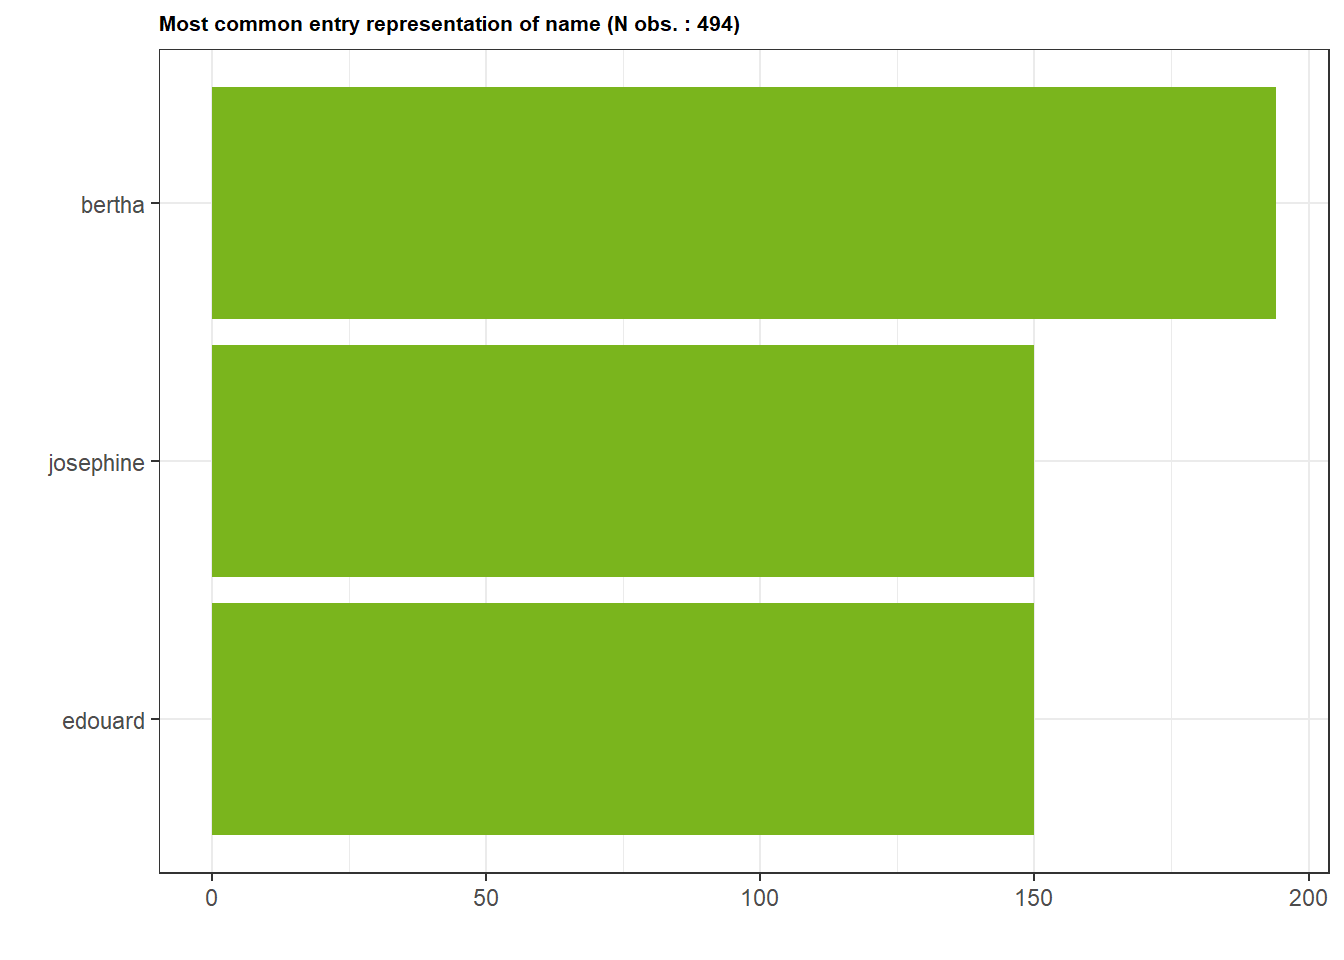 Most common entry representation of name (N obs. : 494)
bertha
josephine
edouard
0 50 100 150 200